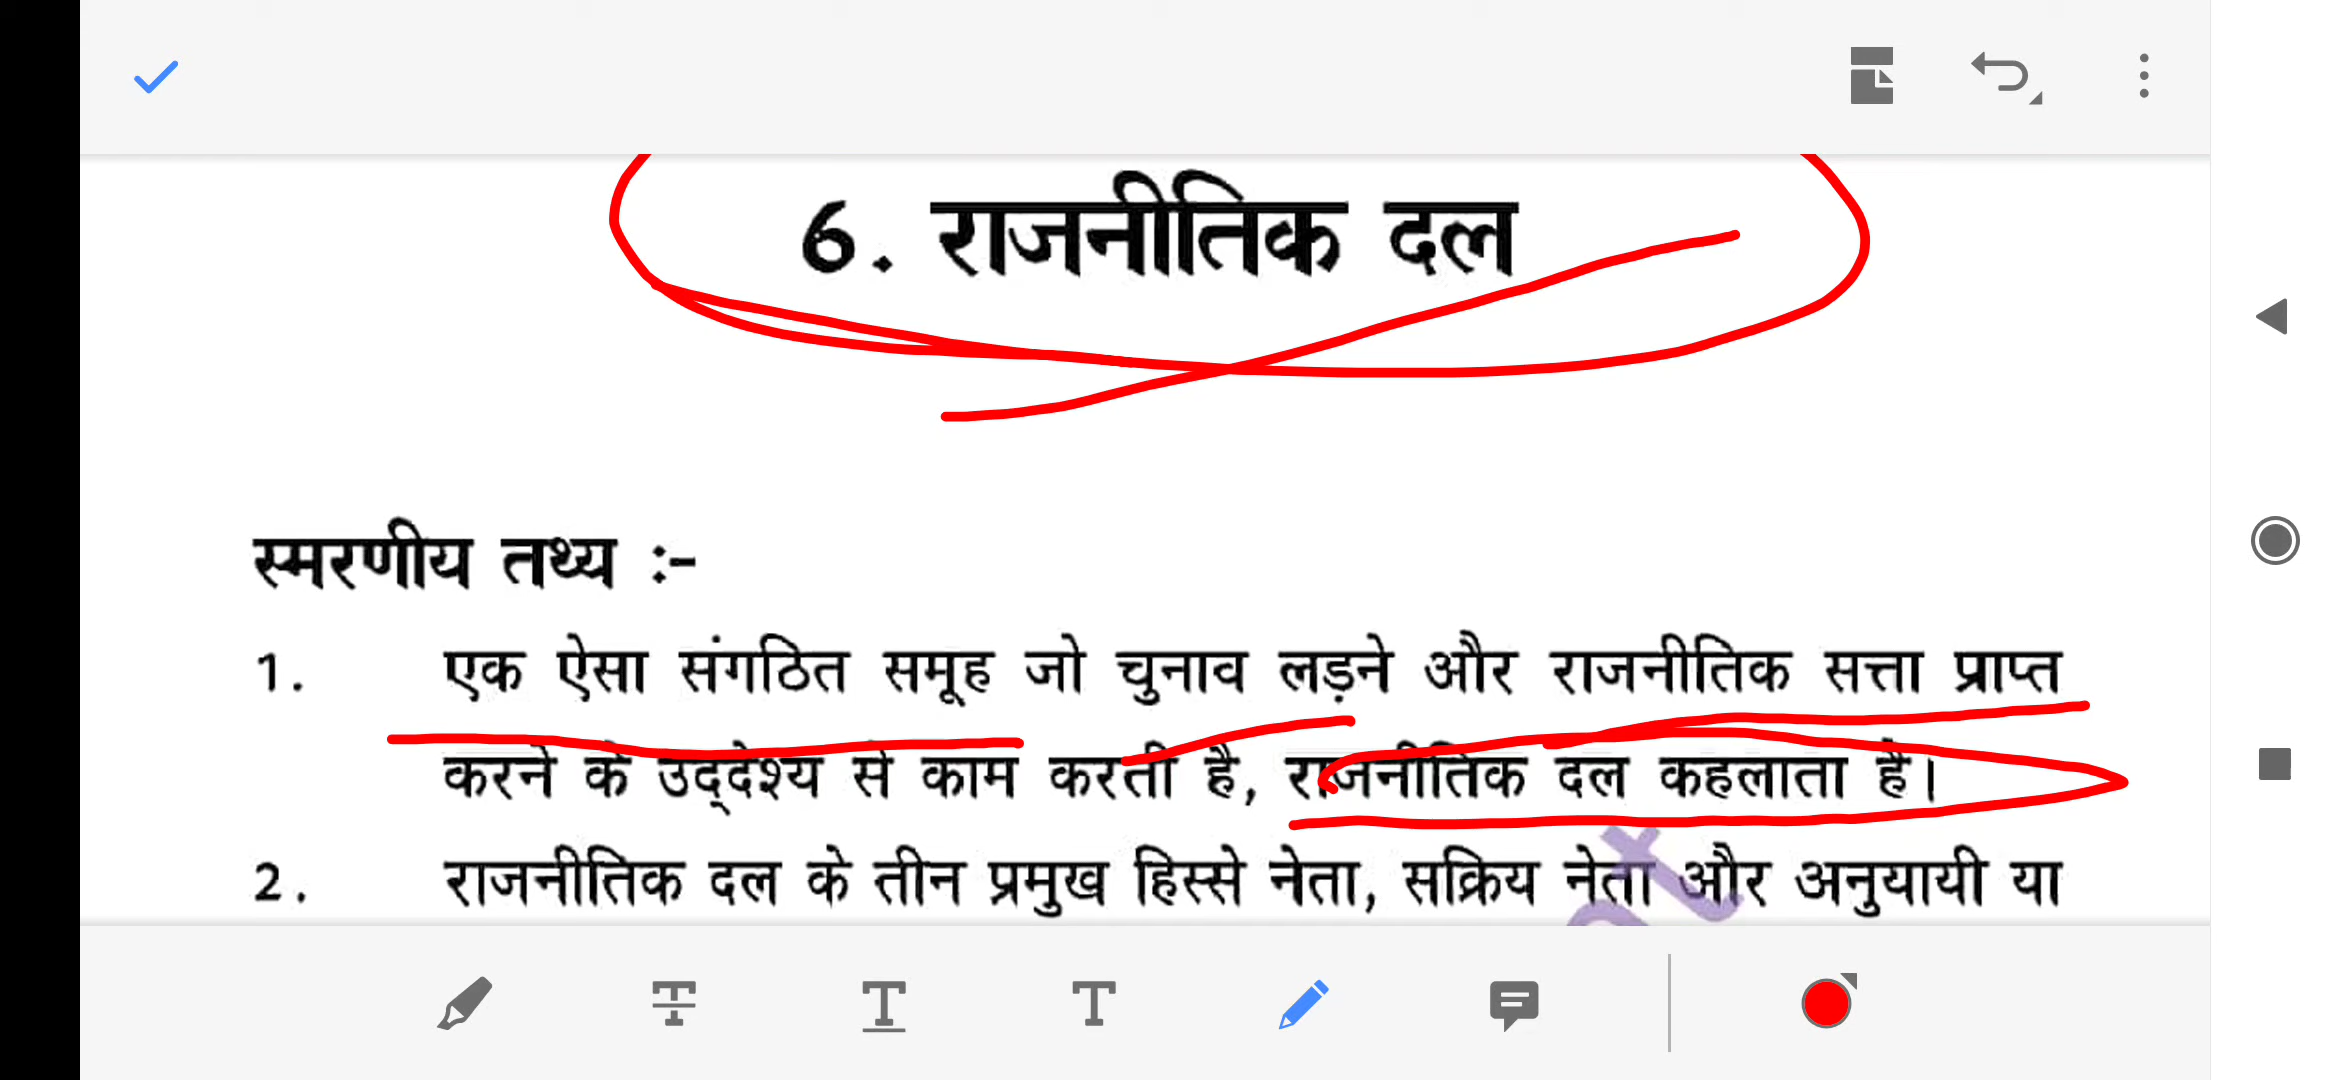 6. राजनीतिक दल
स्मरणीय तथ्य :-
1. एक ऐसा संगठित समूह जो चुनाव लड़ने और राजनीतिक सत्ता प्राप्त
करने के उद्देश्य से काम करती है, राजनीतिक दल कहलाता है।
2. राजनीतिक दल के तीन प्रमुख हिस्से नेता, सक्रिय नेता और अनुयायी या